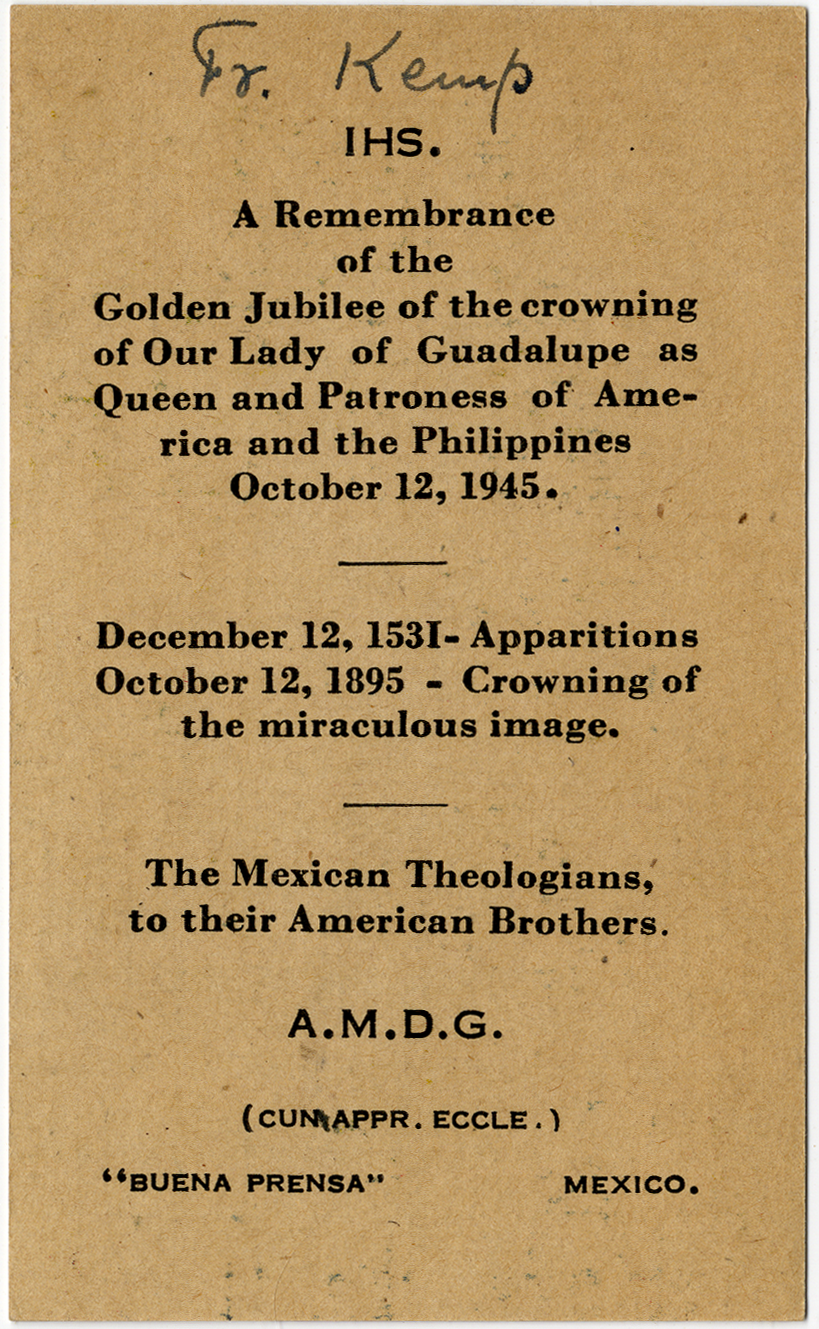 Fr. Kemp
IHS.
A Remembrance
of the
Golden Jubilee of the crowning
of Our Lady of Guadalupe as
Queen and Patroness of Ame-
rica and the Philippines
October 12, 1945.
December 12, 153I- Apparitions
October 12, 1895 - Crowning of
the miraculous image.
The Mexican Theologians,
to their American Brothers.
A.M.D.G.
(CUM APPR. ECCLE.)
“BUENA PRENSA” MEXICO.